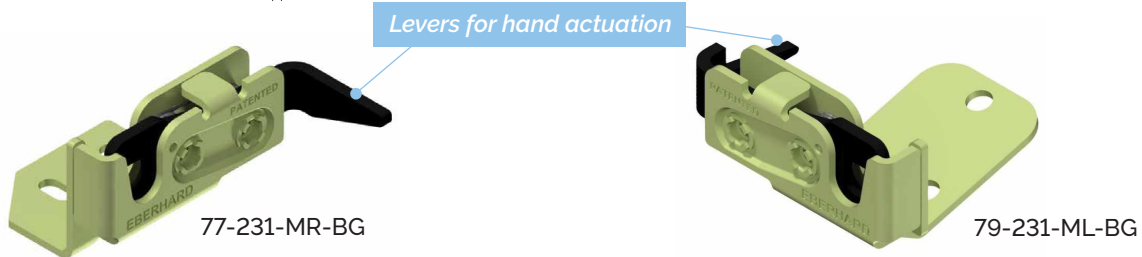 Levers for hand actuation
PATENTED
EBERHARD
77-231-MR-BG
PATENTED
EBERHARD
79-231-ML-BG